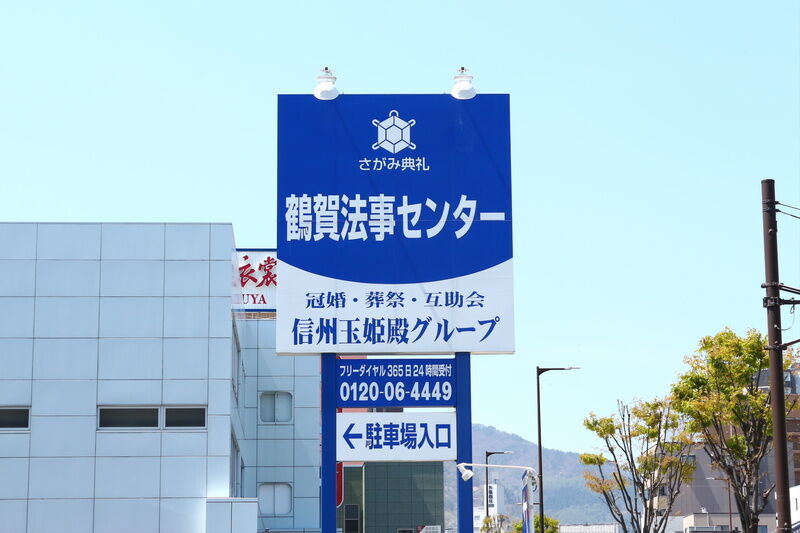 さがみ典礼
鶴賀法事センター
衣裳
UYA
冠婚・葬祭・互助会
信州玉姫殿グループ
フリーダイヤル 365日24時間受付
0120-06-4449
←駐車場入口